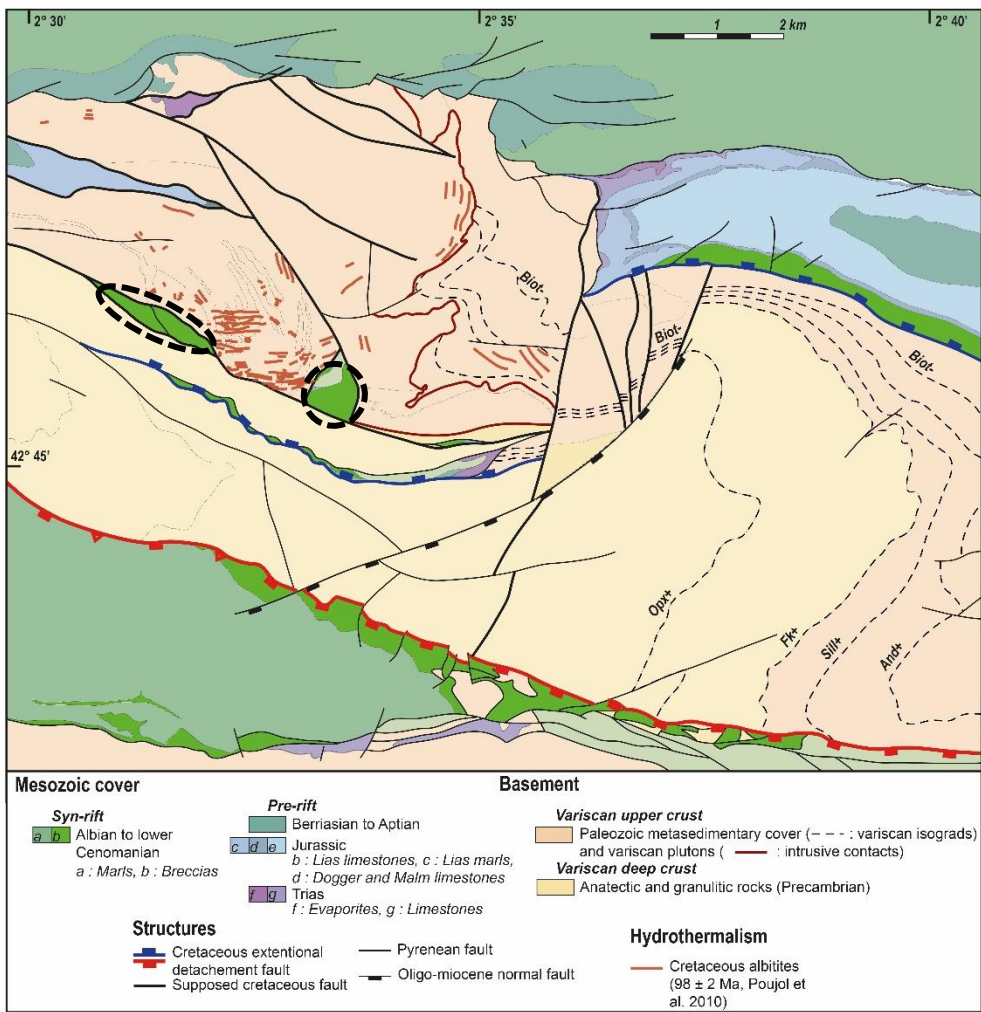 2° 30'
2° 35'
2° 40'
1 2 km
Biot-
Biot-
Biot-
42° 45'
Opx+
Fk+
Sill+
And+
Mesozoic cover
Basement
Syn-rift
a b Albian to lower
Cenomanian
a : Marls, b : Breccias
Pre-rift
Berriasian to Aptian
c d e Jurassic
b : Lias limestones, c : Lias marls,
d : Dogger and Malm limestones
f g Trias
f : Evaporites, g : Limestones
Variscan upper crust
Paleozoic metasedimentary cover ( – – – : variscan isograds)
and variscan plutons ( : intrusive contacts)
Variscan deep crust
Anatectic and granulitic rocks (Precambrian)
Structures
Cretaceous extentional
detachement fault
Supposed cretaceous fault
Pyrenean fault
Oligo-miocene normal fault
Hydrothermalism
Cretaceous albitites
(98 ± 2 Ma, Poujol et
al. 2010)